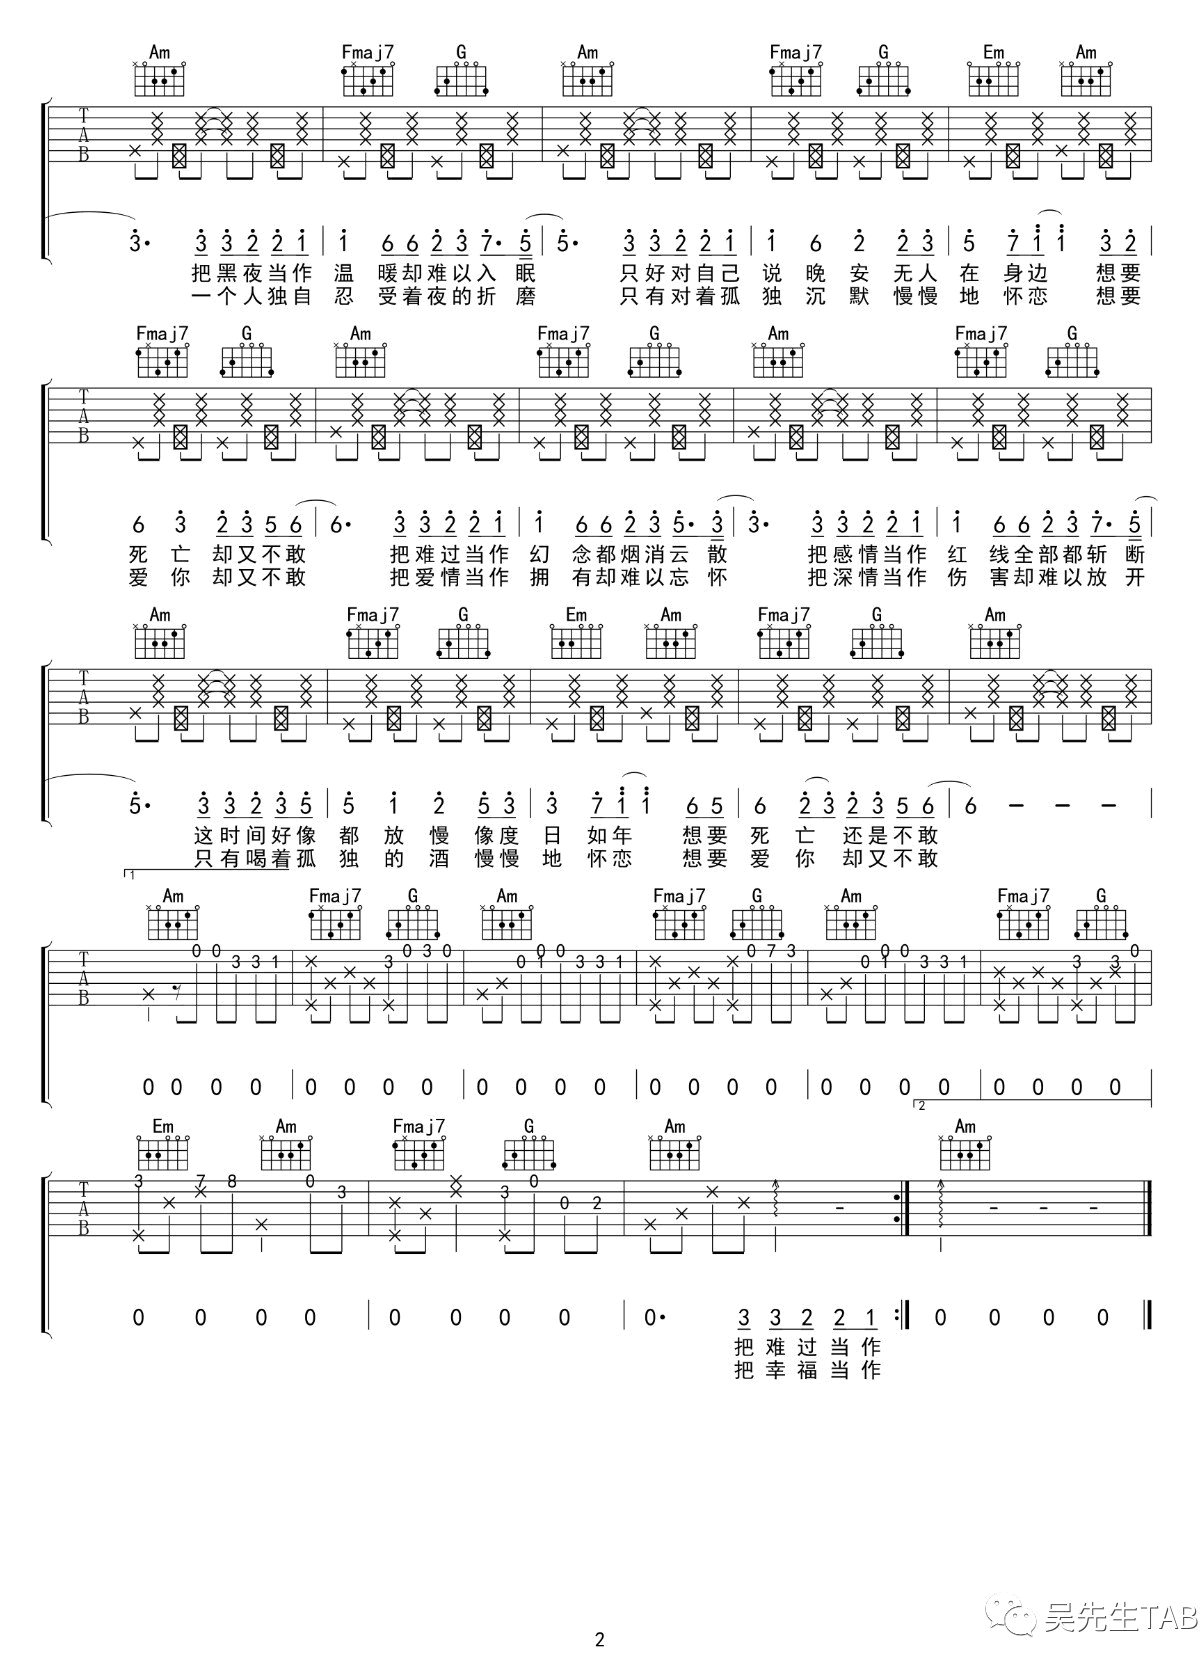 Am Fmaj7 G Am Fmaj7 G Em Am
T
A
B
3· 3 3 2 2 1 1 6 6 2 3 7· 5 5· 3 3 2 2 1 1 6 2 2 3 5 7 1 1 3 2
把黑夜当作 温 暖却难以入 眠 只好对自己 说 晚 安 无人 在 身边 想要
一个人独自 忍 受着夜的折 磨 只有对着孤 独 沉 默 慢慢 地 怀恋 想要
Fmaj7 G Am Fmaj7 G Am Fmaj7 G
T
A
B
6 3 2 3 5 6 6· 3 3 2 2 1 1 6 6 2 3 5· 3 3· 3 3 2 2 1 1 6 6 2 3 7· 5
死 亡 却又不敢 把难过当作 幻 念都烟消云 散 把感情当作 红 线全部都斩 断
爱 你 却又不敢 把爱情当作 拥 有却难以忘 怀 把深情当作 伤 害却难以放 开
Am Fmaj7 G Em Am Fmaj7 G Am
T
A
B
5· 3 3 2 3 5 5 1 2 5 3 3 7 1 1 6 5 6 2 3 2 3 5 6 6 – – –
这时间好像 都 放 慢 像度 日 如年 想要 死 亡 还是不敢
只有喝着孤 独 的 酒 慢慢 地 怀恋 想要 爱 你 却又不敢
1
Am Fmaj7 G Am Fmaj7 G Am Fmaj7 G
T
A
B
0 0 3 3 1 3 0 3 0 0 1 0 0 3 3 1 0 7 3 0 1 0 0 3 3 1 3 3 0
0 0 0 0 0 0 0 0 0 0 0 0 0 0 0 0 0 0 0 0 0 0 0 0
2
Em Am Fmaj7 G Am Am
T
A
B
3 7 8 0 3 3 0 0 2 - - - -
0 0 0 0 0 0 0 0 0· 3 3 2 2 1 0 0 0 0
把 难 过 当 作
把 幸 福 当 作
吴先生TAB
2